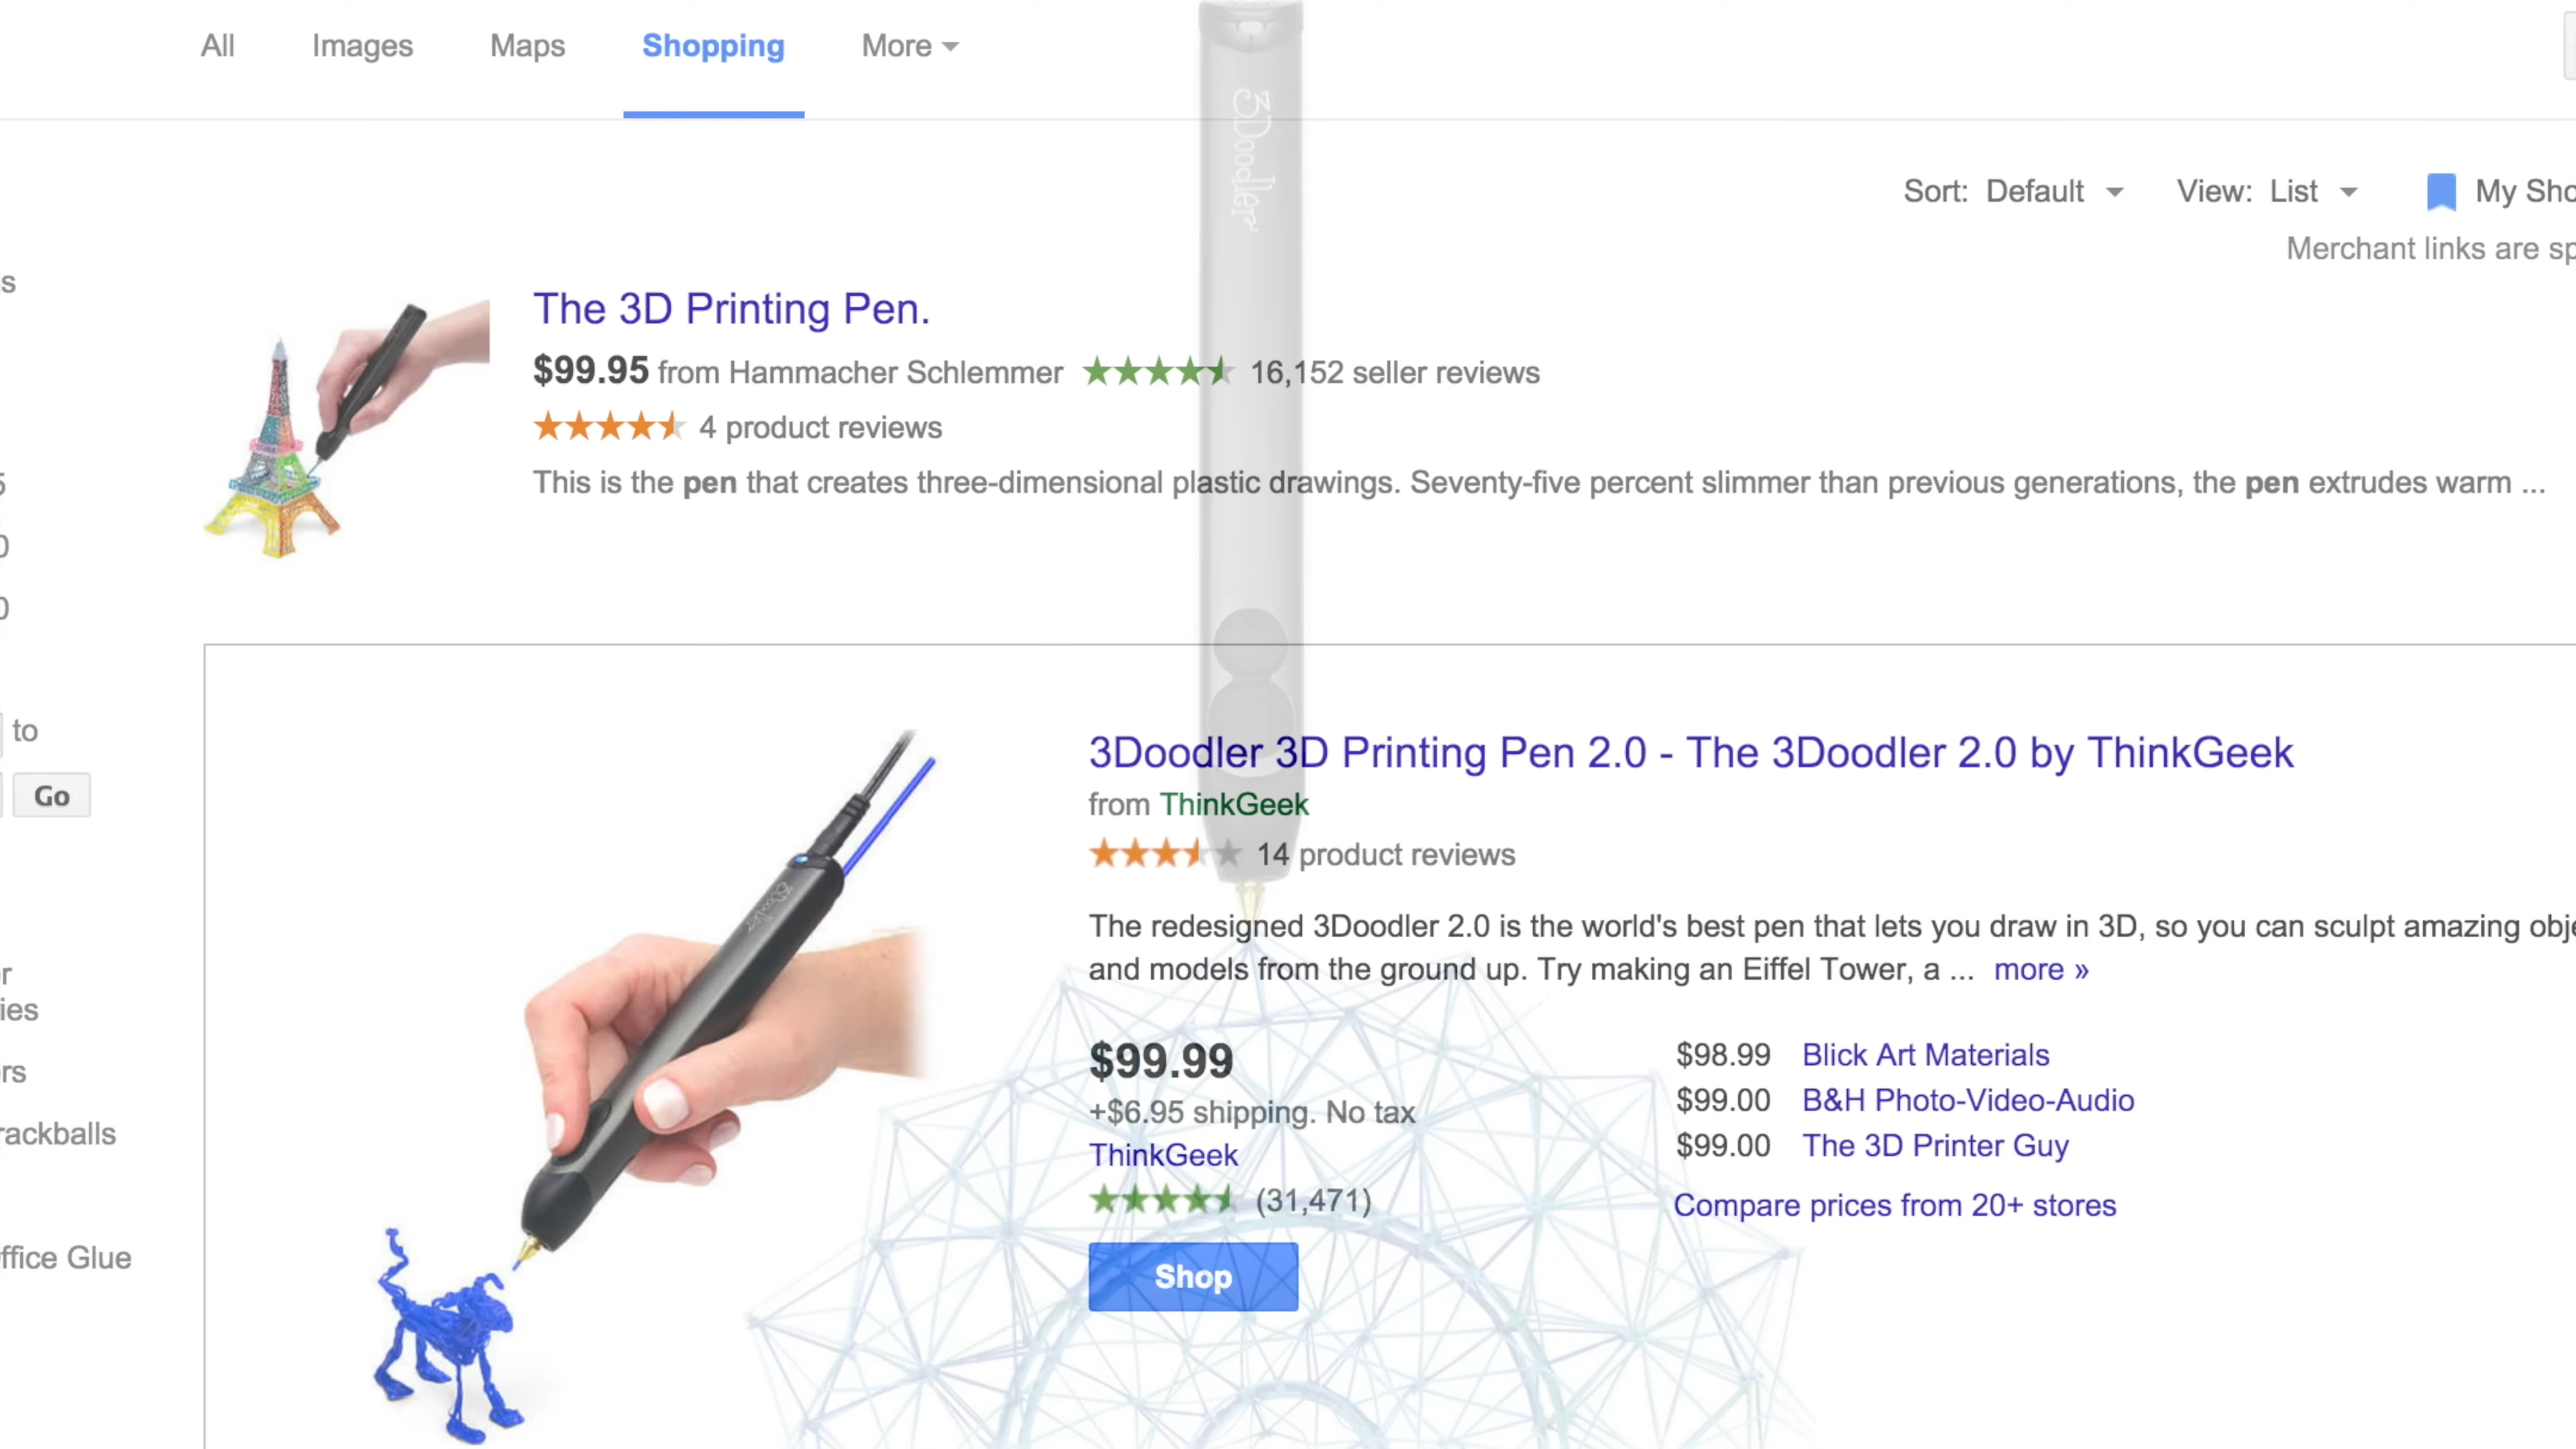 All Images Maps Shopping More
Sort: Default View: List My Sho
Merchant links are sp
The 3D Printing Pen.
$99.95 from Hammacher Schlemmer 16,152 seller reviews
4 product reviews
This is the pen that creates three-dimensional plastic drawings. Seventy-five percent slimmer than previous generations, the pen extrudes warm ...
3Doodler
to
Go
3Doodler 3D Printing Pen 2.0 - The 3Doodler 2.0 by ThinkGeek
from ThinkGeek
14 product reviews
The redesigned 3Doodler 2.0 is the world's best pen that lets you draw in 3D, so you can sculpt amazing obje
and models from the ground up. Try making an Eiffel Tower, a ... more »
$99.99
+$6.95 shipping. No tax
ThinkGeek
(31,471)
Shop
$98.99 Blick Art Materials
$99.00 B&H Photo-Video-Audio
$99.00 The 3D Printer Guy
Compare prices from 20+ stores
3Doodler
r
ies
rs
rackballs
ffice Glue